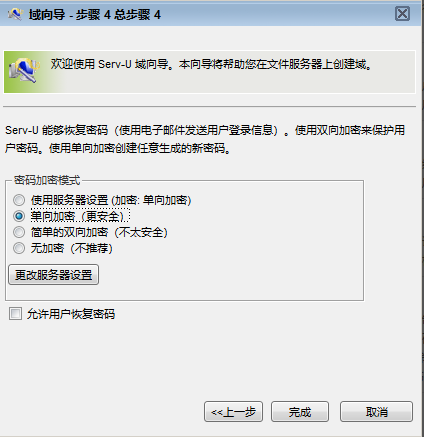 域向导 - 步骤 4 总步骤 4
欢迎使用 Serv-U 域向导。本向导将帮助您在文件服务器上创建域。
Serv-U 能够恢复密码（使用电子邮件发送用户登录信息）。使用双向加密来保护用
户密码。使用单向加密创建任意生成的新密码。
密码加密模式
使用服务器设置 (加密: 单向加密)
单向加密（更安全）
简单的双向加密（不太安全）
无加密（不推荐）
更改服务器设置
允许用户恢复密码
<<上一步 完成 取消